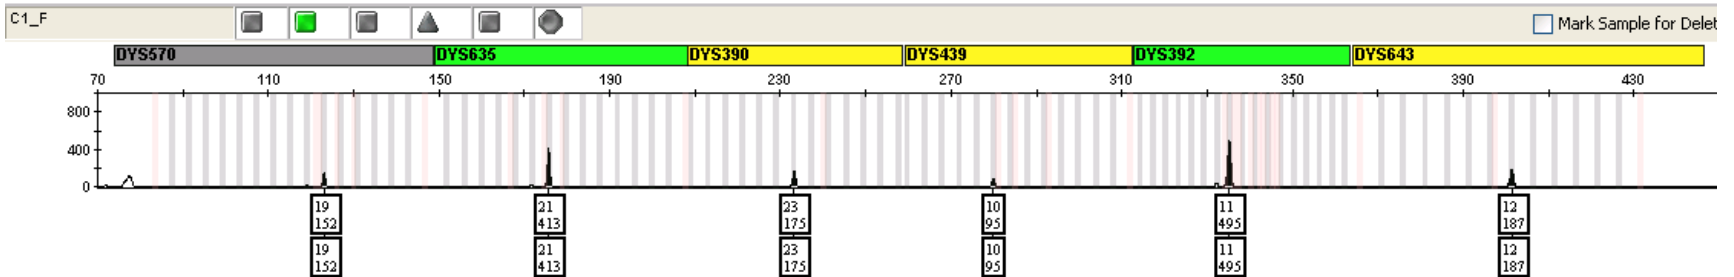 C1_F
Mark Sample for Delet
DYS570 DYS635 DYS390 DYS439 DYS392 DYS643
70 110 150 190 230 270 310 350 390 430
800
400
0
19 21 23 10 11 12
152 413 175 95 495 187
19 21 23 10 11 12
152 413 175 95 495 187